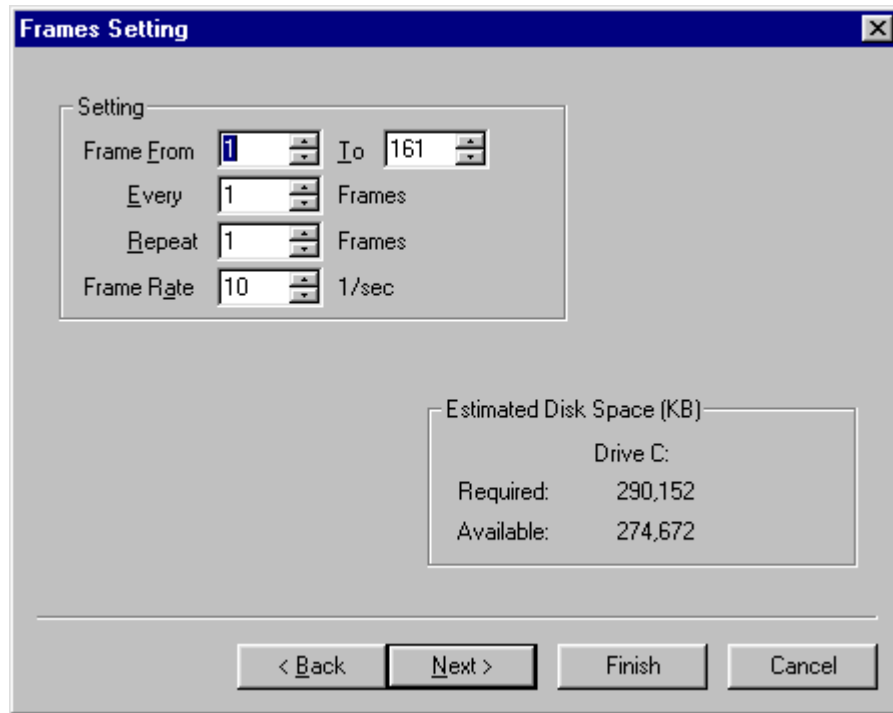 Frames Setting
Setting
Frame From 1 To 161
Every 1 Frames
Repeat 1 Frames
Frame Rate 10 1/sec
Estimated Disk Space (KB)
Drive C:
Required: 290,152
Available: 274,672
< Back Next > Finish Cancel